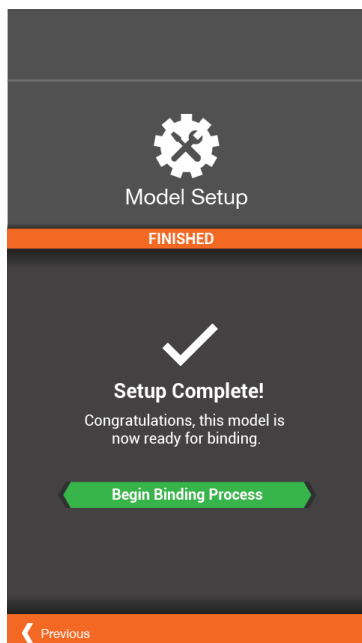 Model Setup
FINISHED
Setup Complete!
Congratulations, this model is
now ready for binding.
Begin Binding Process
Previous